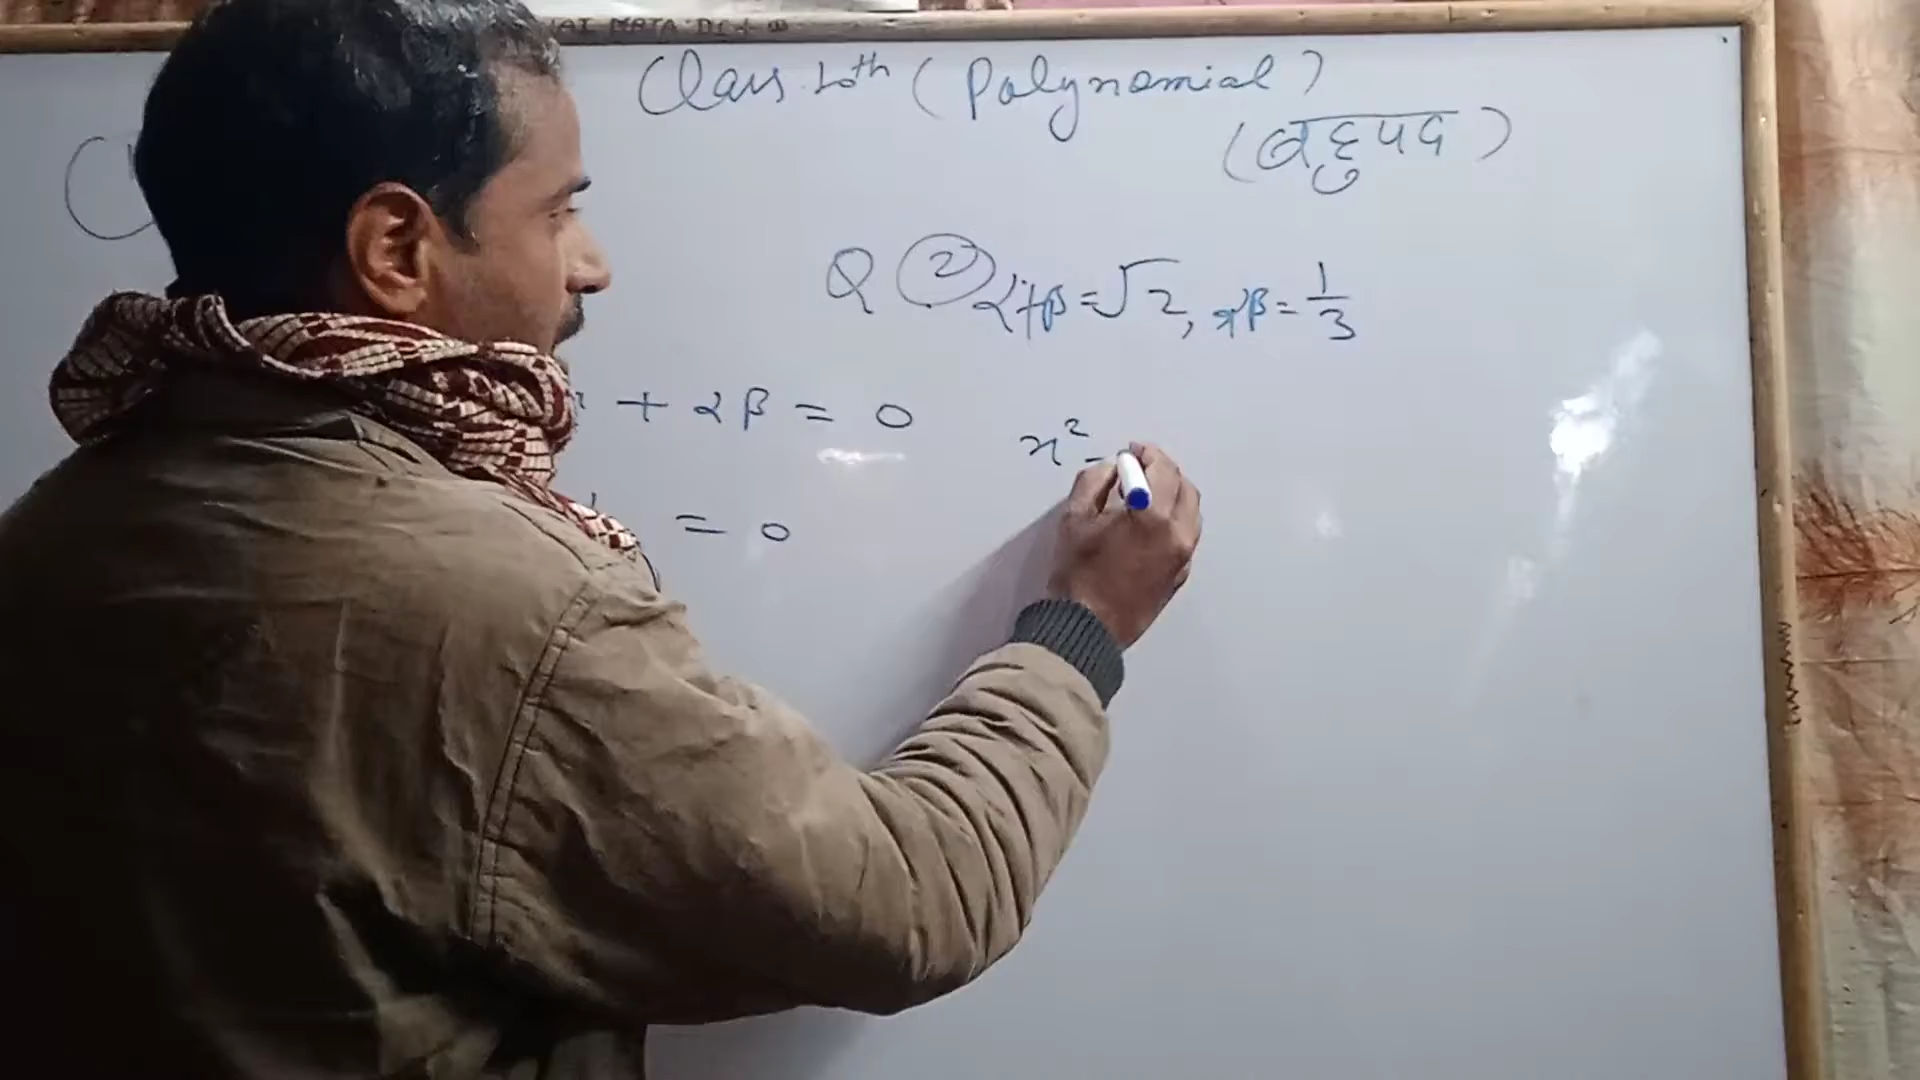 Class 10th (Polynomial)
(बहुपद)
Q ② α+β=√2, αβ=1/3
+ αβ = 0
x² -
= 0